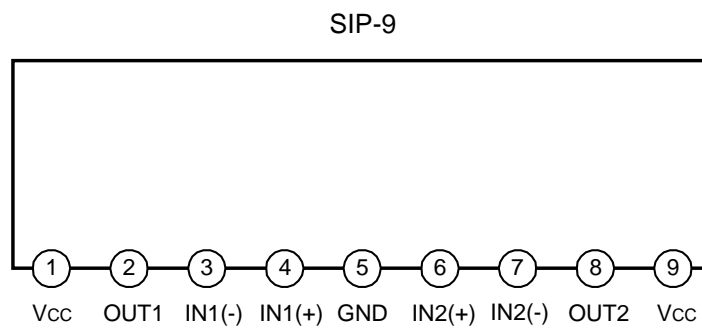 SIP-9
1 2 3 4 5 6 7 8 9
Vcc OUT1 IN1(-) IN1(+) GND IN2(+) IN2(-) OUT2 Vcc